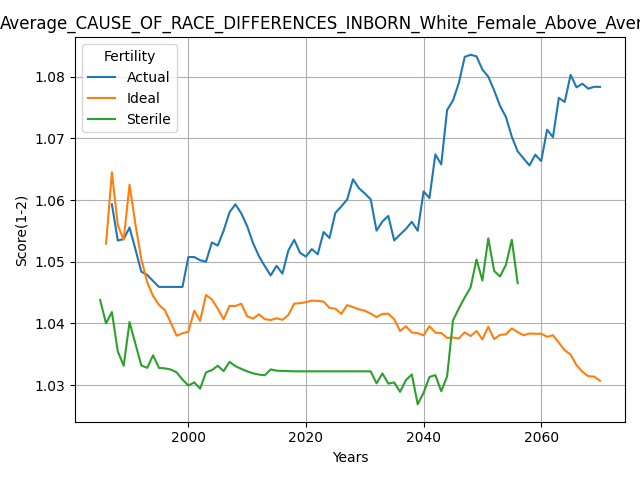 Average_CAUSE_OF_RACE_DIFFERENCES_INBORN_White_Female_Above_Aver
Fertility
Actual
Ideal
Sterile
1.08
1.07
1.06
1.05
1.04
1.03
Score(1-2)
2000 2020 2040 2060
Years